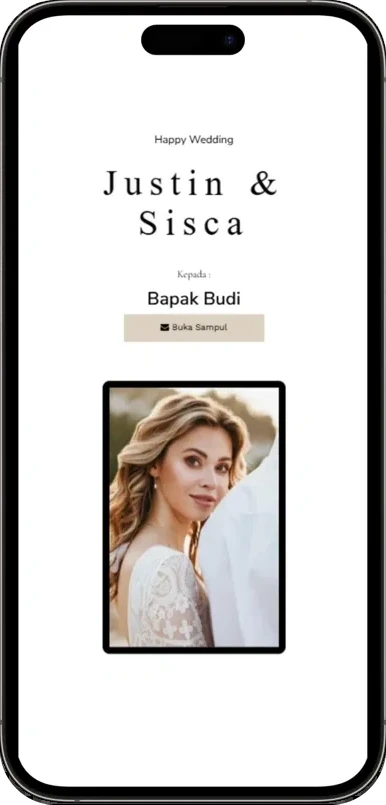 Happy Wedding
Justin &
Sisca
Kepada :
Bapak Budi
Buka Sampul